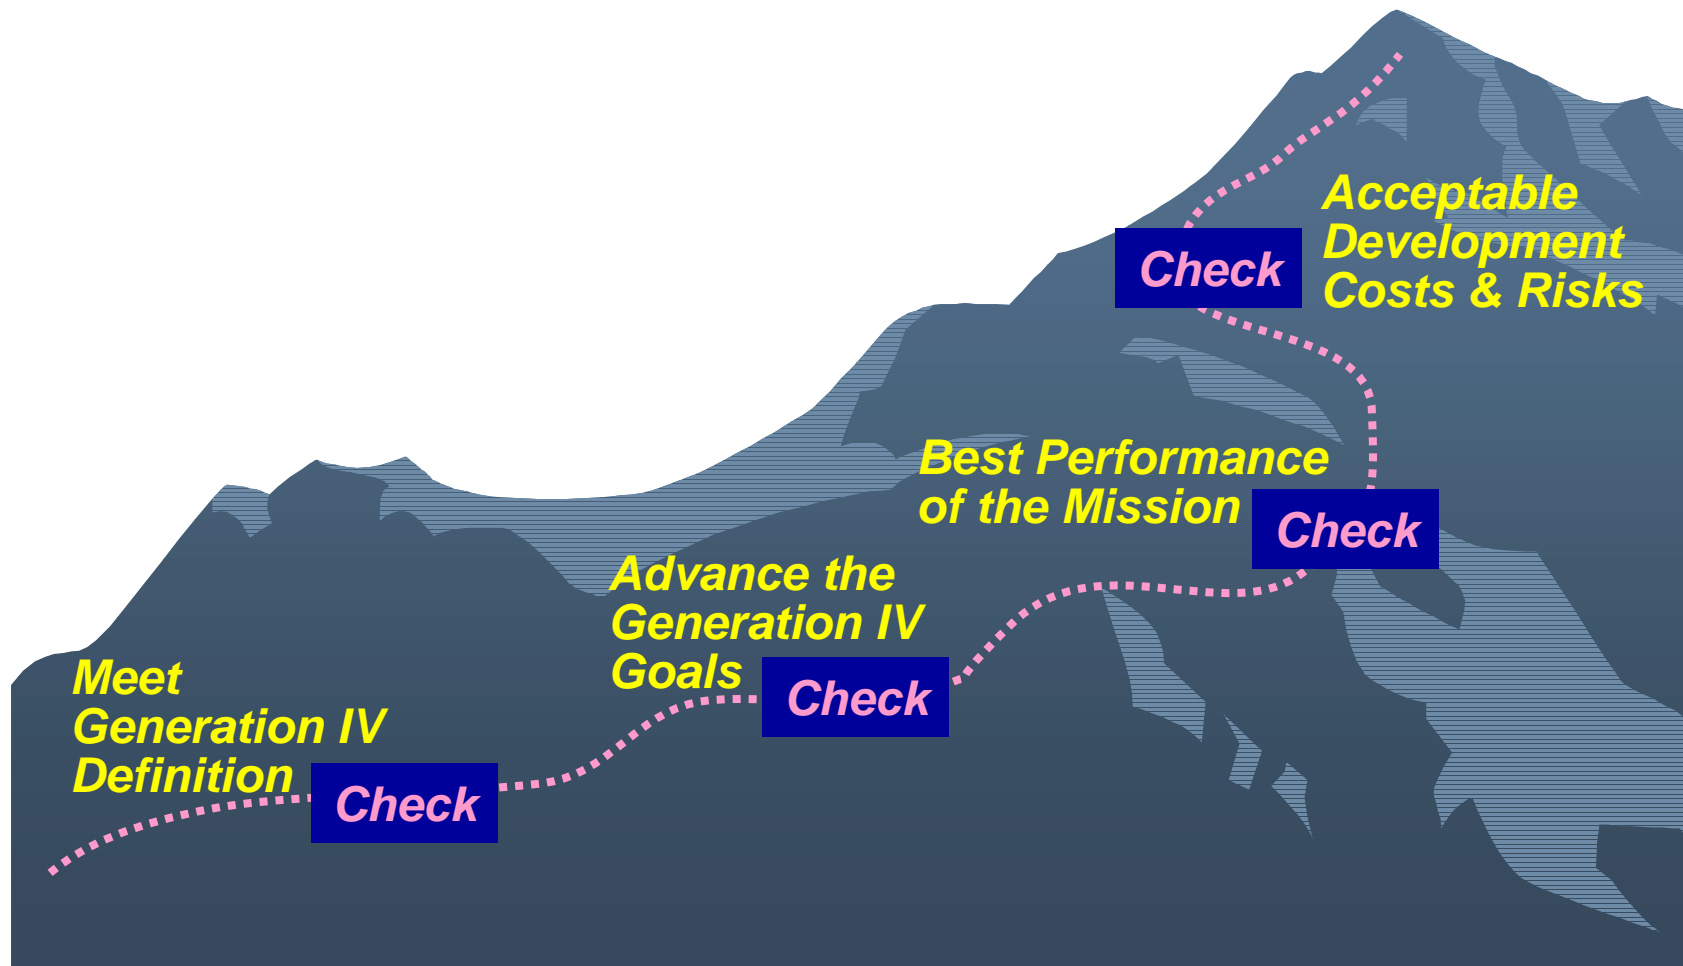 Meet
Generation IV
Definition
Check
Advance the
Generation IV
Goals
Check
Best Performance
of the Mission
Check
Acceptable
Development
Costs & Risks
Check